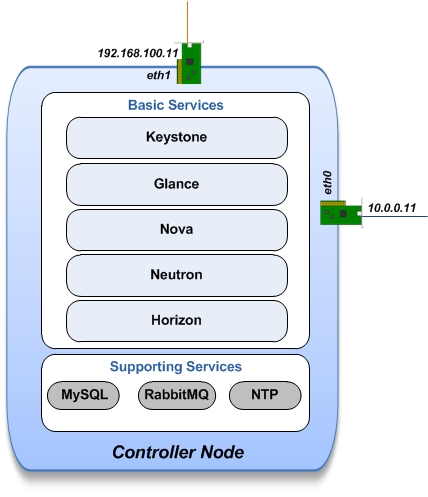 192.168.100.11
eth1
Basic Services
Keystone
Glance
eth0
10.0.0.11
Nova
Neutron
Horizon
Supporting Services
MySQL
RabbitMQ
NTP
Controller Node